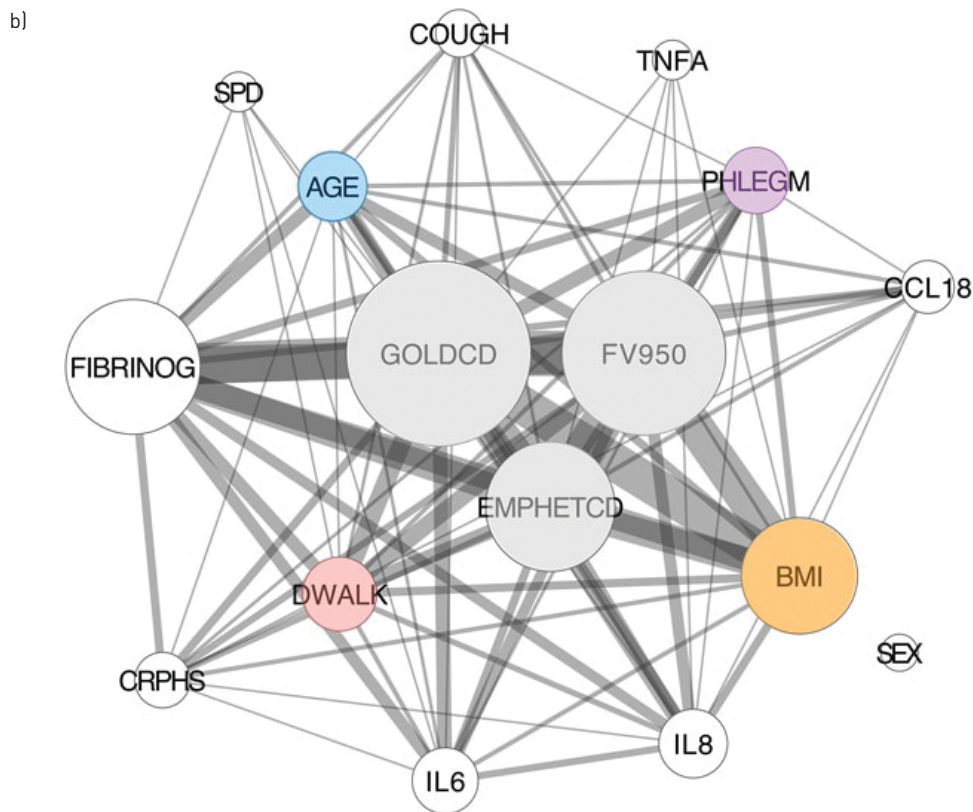 b)
COUGH
TNFA
SPD
AGE
PHLEGM
CCL18
GOLDCD
FV950
FIBRINOG
EMPHETCD
BMI
DWALK
SEX
CRPHS
IL8
IL6